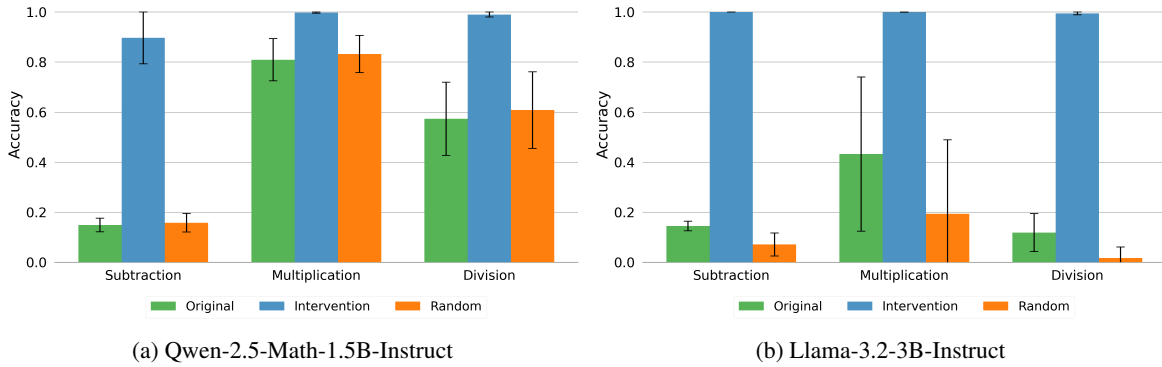 1.0
0.8
0.6
0.4
0.2
0.0
Accuracy
Subtraction Multiplication Division
Original Intervention Random
(a) Qwen-2.5-Math-1.5B-Instruct
1.0
0.8
0.6
0.4
0.2
0.0
Accuracy
Subtraction Multiplication Division
Original Intervention Random
(b) Llama-3.2-3B-Instruct